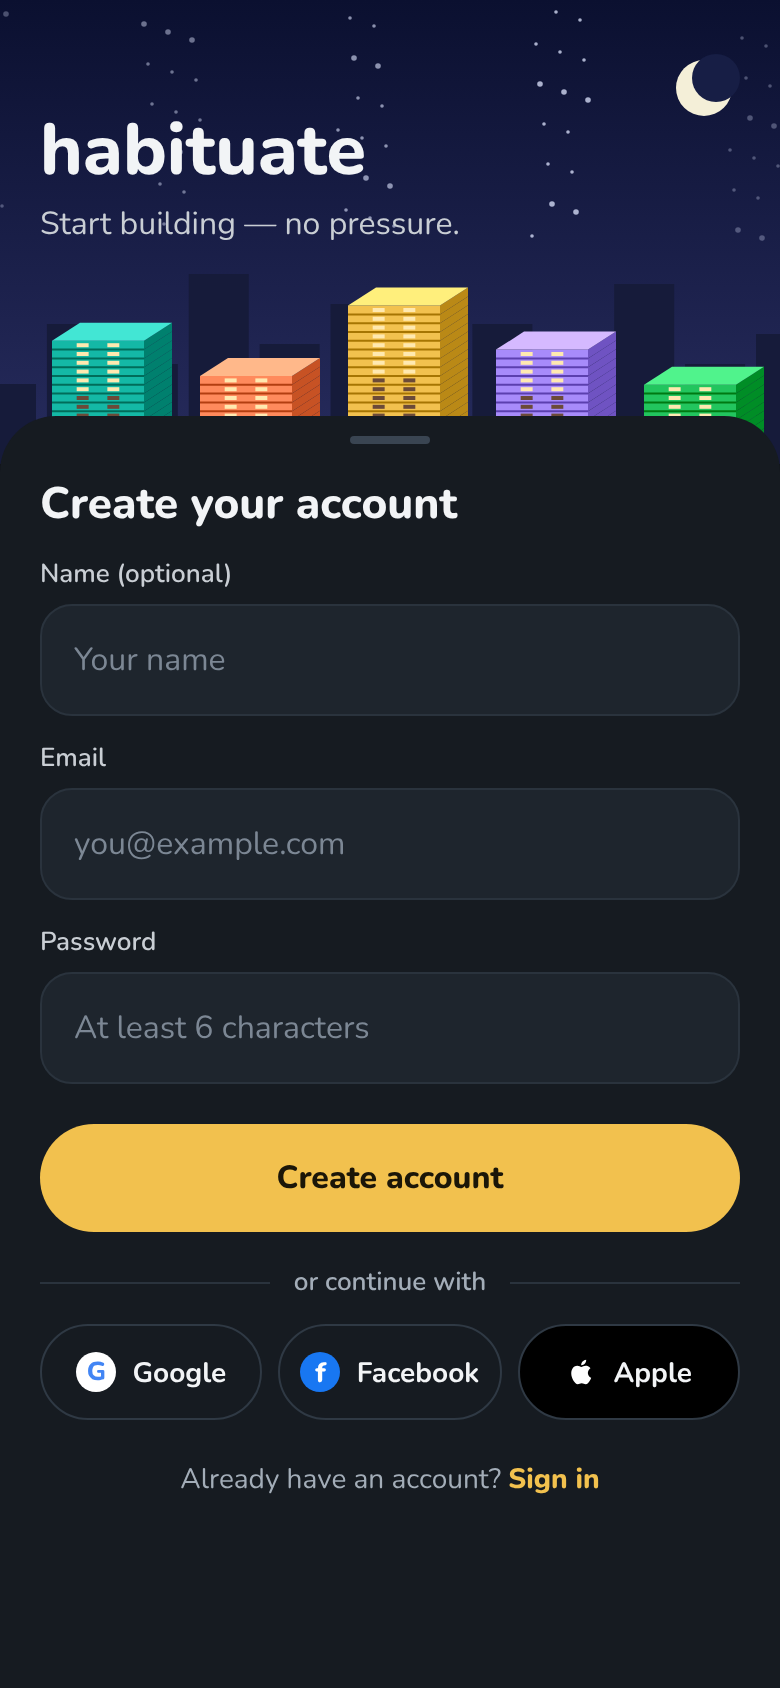 habituate
Start building — no pressure.
Create your account
Name (optional)
Your name
Email
you@example.com
Password
At least 6 characters
Create account
or continue with
G Google
f Facebook
Apple
Already have an account? Sign in